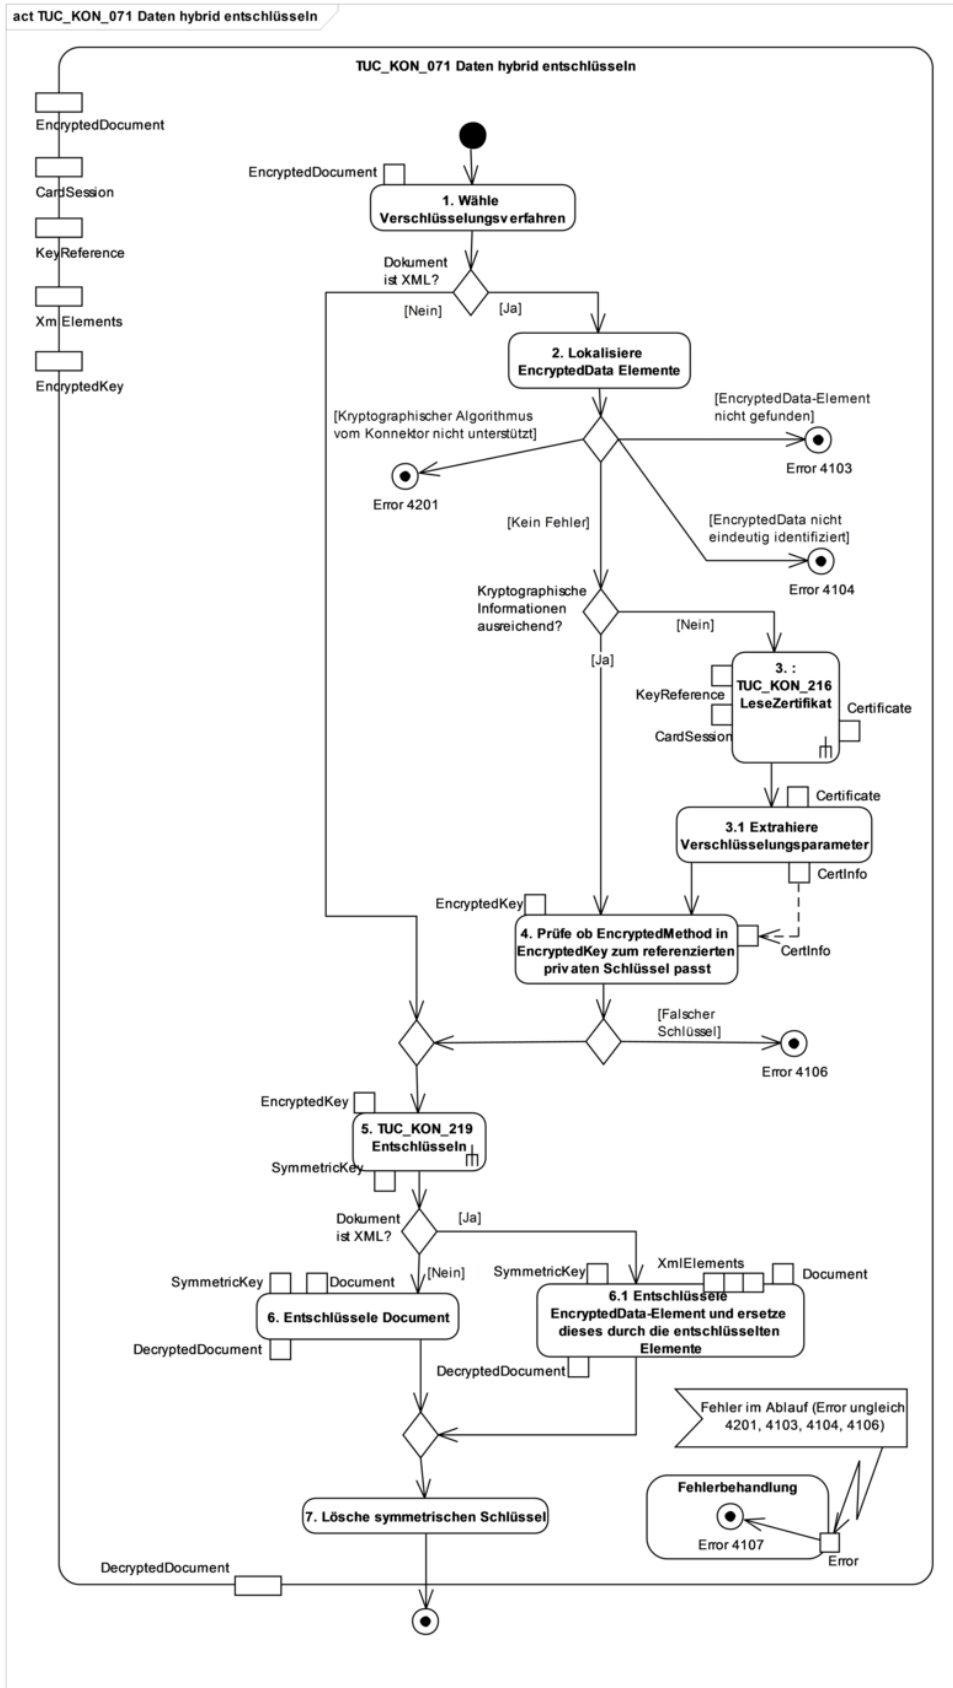 act TUC_KON_071 Daten hybrid entschlüsseln
TUC_KON_071 Daten hybrid entschlüsseln
EncryptedDocument
CardSession
KeyReference
XmlElements
EncryptedKey
EncryptedDocument
1. Wähle
Verschlüsselungsverfahren
Dokument
ist XML?
[Nein]
[Ja]
2. Lokalisiere
EncryptedData Elemente
[Kryptographischer Algorithmus
vom Konnektor nicht unterstützt]
[EncryptedData-Element
nicht gefunden]
Error 4103
Error 4201
[Kein Fehler]
[EncryptedData nicht
eindeutig identifiziert]
Error 4104
Kryptographische
Informationen
ausreichend?
[Nein]
[Ja]
3. :
TUC_KON_216
LeseZertifikat
KeyReference
CardSession
Certificate
Certificate
3.1 Extrahiere
Verschlüsselungsparameter
CertInfo
EncryptedKey
4. Prüfe ob EncryptedMethod in
EncryptedKey zum referenzierten
privaten Schlüssel passt
CertInfo
[Falscher
Schlüssel]
Error 4106
EncryptedKey
5. TUC_KON_219
Entschlüsseln
SymmetricKey
Dokument
ist XML?
[Ja]
[Nein]
SymmetricKey
Document
6. Entschlüssele Document
DecryptedDocument
SymmetricKey
XmlElements
Document
6.1 Entschlüssele
EncryptedData-Element und ersetze
dieses durch die entschlüsselten
Elemente
DecryptedDocument
Fehler im Ablauf (Error ungleich
4201, 4103, 4104, 4106)
Fehlerbehandlung
Error 4107
Error
7. Lösche symmetrischen Schlüssel
DecryptedDocument